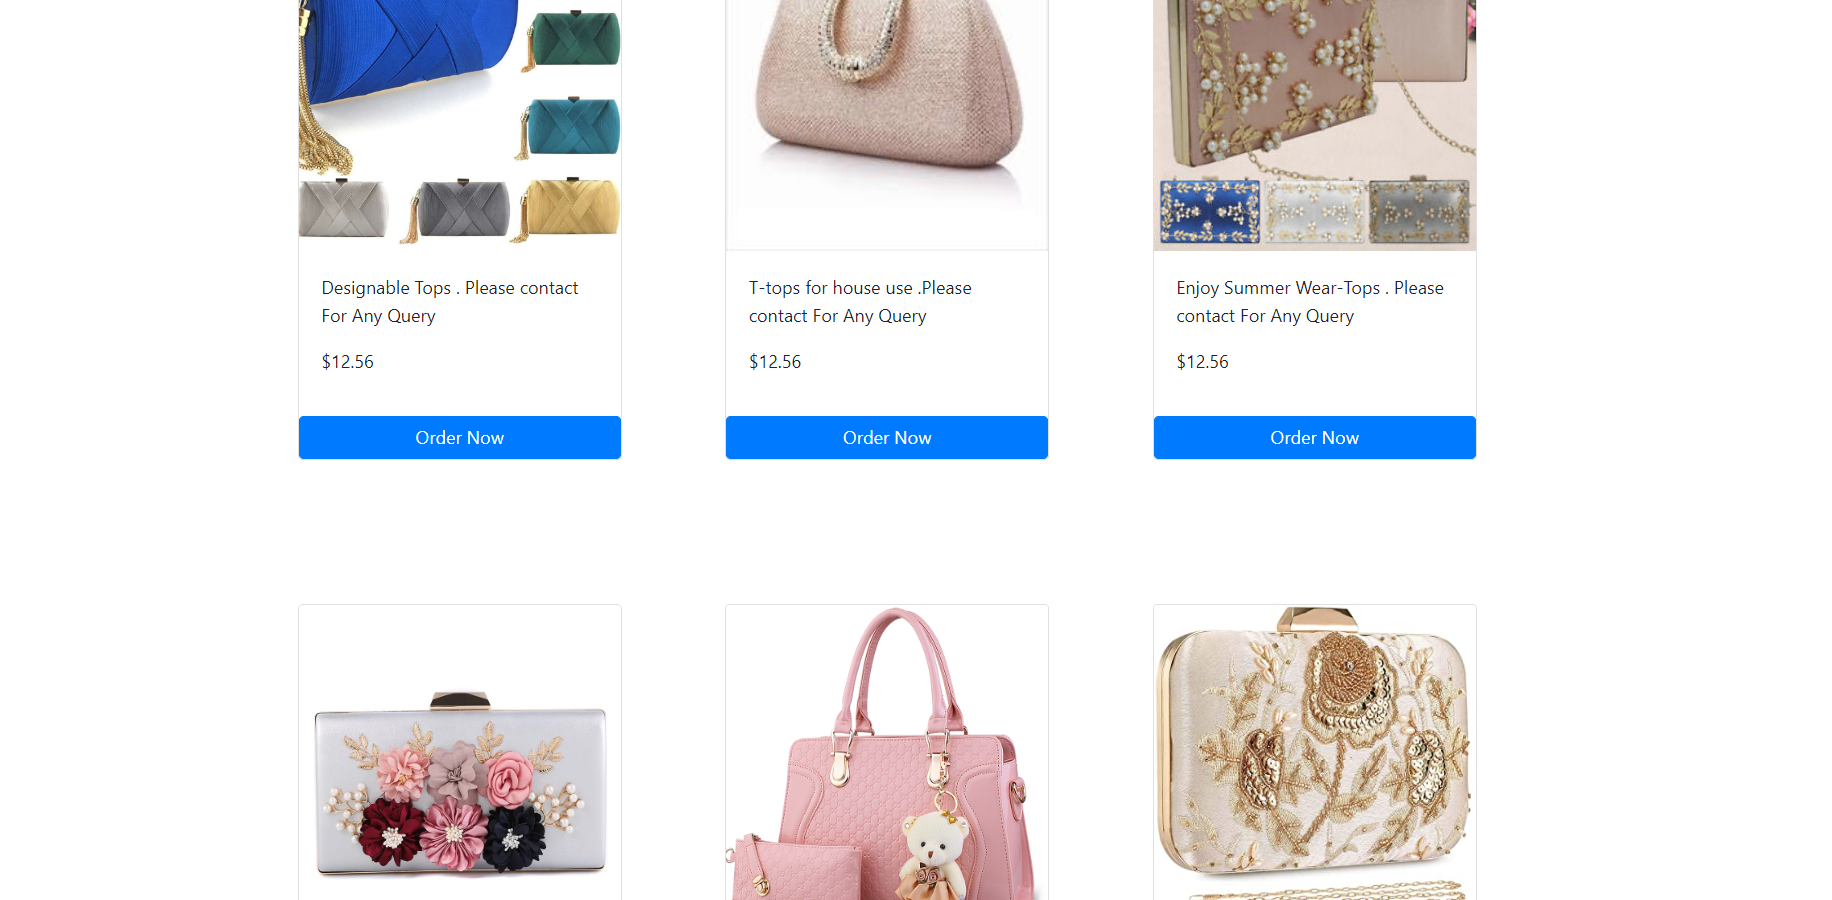 Designable Tops . Please contact
For Any Query
$12.56
Order Now
T-tops for house use .Please
contact For Any Query
$12.56
Order Now
Enjoy Summer Wear-Tops . Please
contact For Any Query
$12.56
Order Now